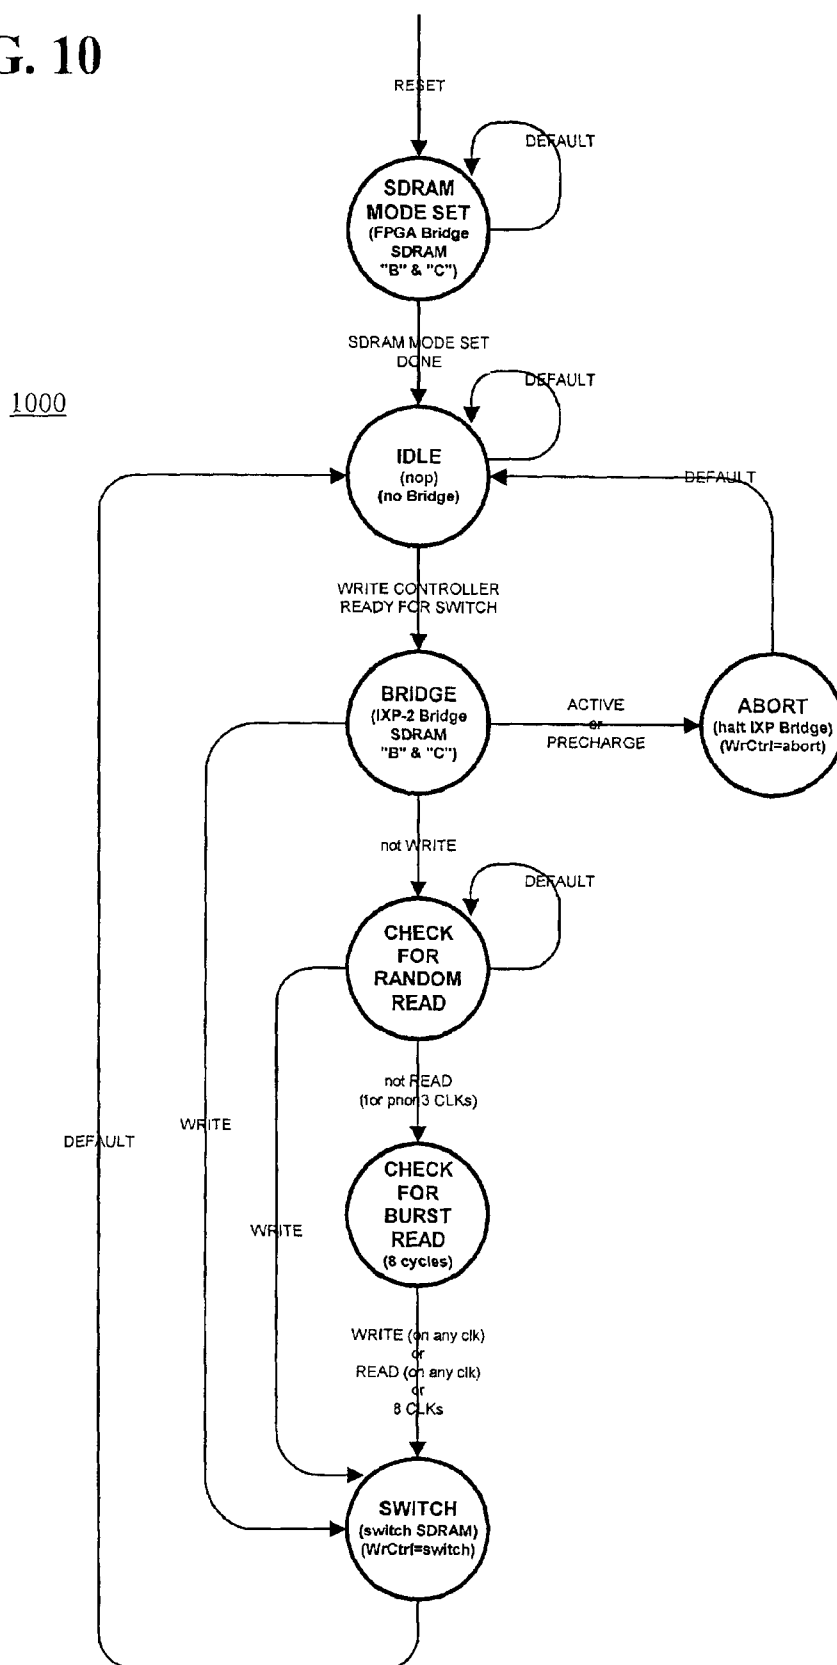 G. 10
RESET
DEFAULT
SDRAM
MODE SET
(FPGA Bridge
SDRAM
"B" & "C")
SDRAM MODE SET
DONE
DEFAULT
1000
IDLE
(nop)
(no Bridge)
DEFAULT
WRITE CONTROLLER
READY FOR SWITCH
BRIDGE
(IXP-2 Bridge
SDRAM
"B" & "C")
ACTIVE
or
PRECHARGE
ABORT
(halt IXP Bridge)
(WrCtrl=abort)
not WRITE
DEFAULT
CHECK
FOR
RANDOM
READ
not READ
(for prior 3 CLKs)
WRITE
DEFAULT
CHECK
FOR
BURST
READ
(8 cycles)
WRITE
WRITE (on any clk)
or
READ (on any clk)
or
8 CLKs
SWITCH
(switch SDRAM)
(WrCtrl=switch)